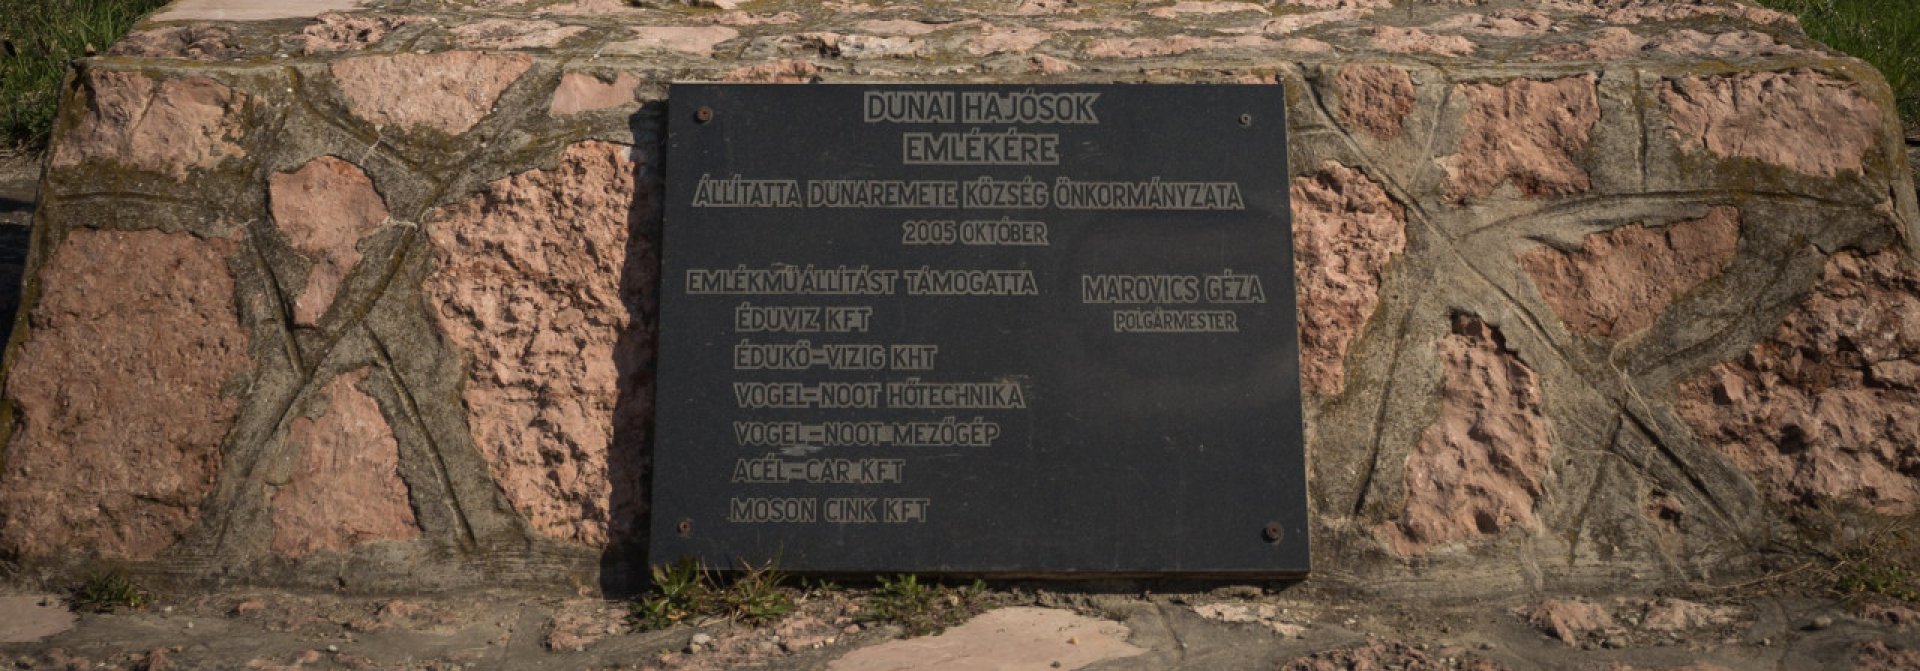 DUNAI HAJÓSOK
EMLÉKÉRE
ÁLLÍTATTA DUNAREMETE KÖZSÉG ÖNKORMÁNYZATA
2005 OKTÓBER
EMLÉKMŰÁLLÍTÁST TÁMOGATTA
ÉDUVIZ KFT
ÉDUKÖ-VIZIG KHT
VOGEL-NOOT HŐTECHNIKA
VOGEL-NOOT MEZŐGÉP
ACÉL-CAR KFT
MOSON CINK KFT
MAROVICS GÉZA
POLGÁRMESTER